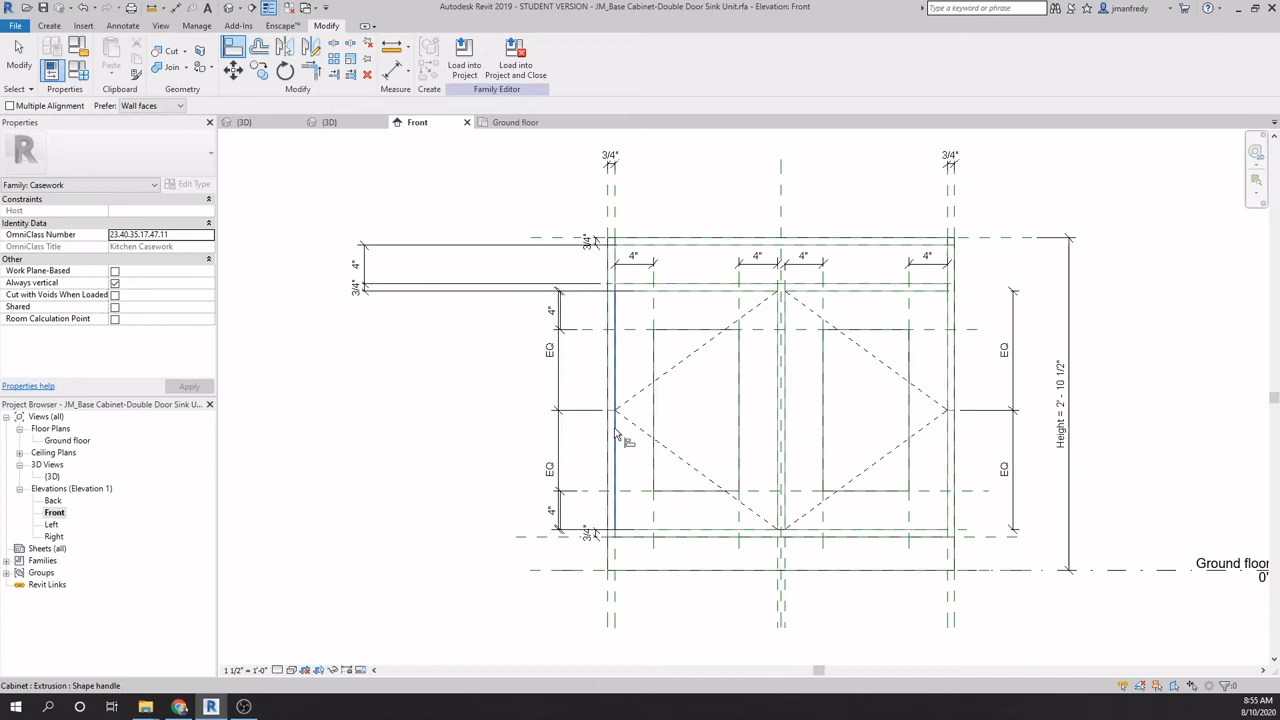 Autodesk Revit 2019 - STUDENT VERSION - JM_Base Cabinet-Double Door Sink Unit.rfa - Elevation: Front
Type a keyword or phrase
jmanfredy
File Create Insert Annotate View Manage Add-Ins Enscape™ Modify
Modify
Paste
Cut
Join
Load into Project
Load into Project and Close
Select Properties Clipboard Geometry Modify Measure Create Family Editor
Multiple Alignment Prefer: Wall faces
Properties
{3D} {3D} Front Ground floor
Family: Casework Edit Type
Constraints
Host
Identity Data
OmniClass Number 23.40.35.17.47.11
OmniClass Title Kitchen Casework
Other
Work Plane-Based
Always vertical
Cut with Voids When Loaded
Shared
Room Calculation Point
Properties help Apply
Project Browser - JM_Base Cabinet-Double Door Sink U...
Views (all)
Floor Plans
Ground floor
Ceiling Plans
3D Views
{3D}
Elevations (Elevation 1)
Back
Front
Left
Right
Sheets (all)
Families
Groups
Revit Links
3/4" 3/4"
3/4"
4"
4" 4" 4" 4"
3/4"
4"
EQ EQ
Height = 2' - 10 1/2"
EQ EQ
4"
3/4"
Ground floor
0'
1 1/2" = 1'-0"
Cabinet : Extrusion : Shape handle
:0
8:55 AM
8/10/2020